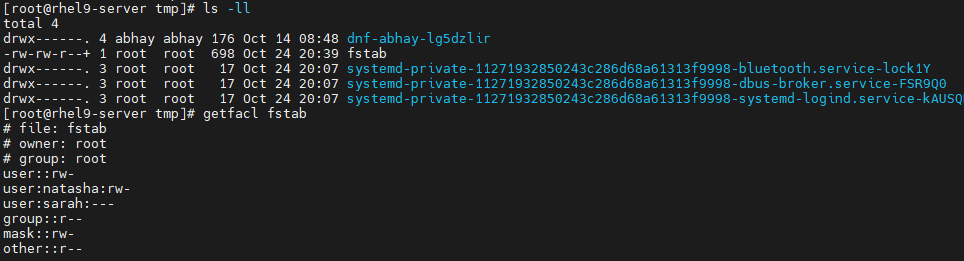 [root@rhel9-server tmp]# ls -ll
total 4
drwx------. 4 abhay abhay 176 Oct 14 08:48 dnf-abhay-lg5dzlir
-rw-rw-r--+ 1 root  root  698 Oct 24 20:39 fstab
drwx------. 3 root  root   17 Oct 24 20:07 systemd-private-11271932850243c286d68a61313f9998-bluetooth.service-lock1Y
drwx------. 3 root  root   17 Oct 24 20:07 systemd-private-11271932850243c286d68a61313f9998-dbus-broker.service-FSR9Q0
drwx------. 3 root  root   17 Oct 24 20:07 systemd-private-11271932850243c286d68a61313f9998-systemd-logind.service-kAUSQ
[root@rhel9-server tmp]# getfacl fstab
# file: fstab
# owner: root
# group: root
user::rw-
user:natasha:rw-
user:sarah:---
group::r--
mask::rw-
other::r--